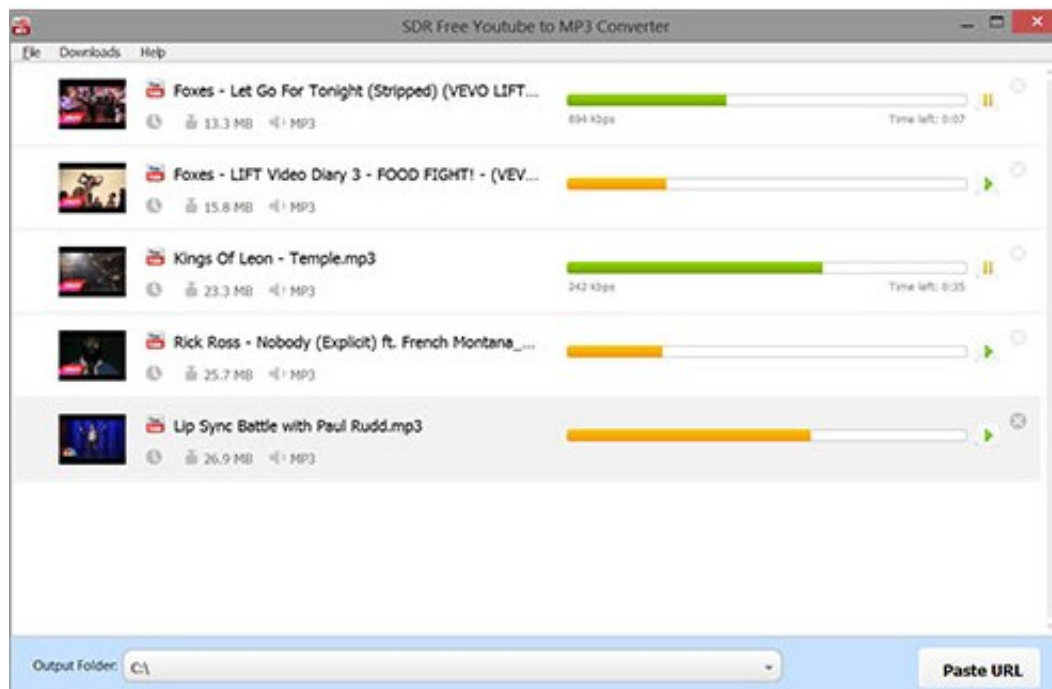 SDR Free Youtube to MP3 Converter
File Downloads Help
Foxes - Let Go For Tonight (Stripped) (VEVO LIFT...
894 Kbps Time left: 0:07
13.3 MB MP3
Foxes - LIFT Video Diary 3 - FOOD FIGHT! - (VEV...
15.8 MB MP3
Kings Of Leon - Temple.mp3
242 Kbps Time left: 0:35
23.3 MB MP3
Rick Ross - Nobody (Explicit) ft. French Montana_...
25.7 MB MP3
Lip Sync Battle with Paul Rudd.mp3
26.9 MB MP3
Output Folder: C:\ Paste URL